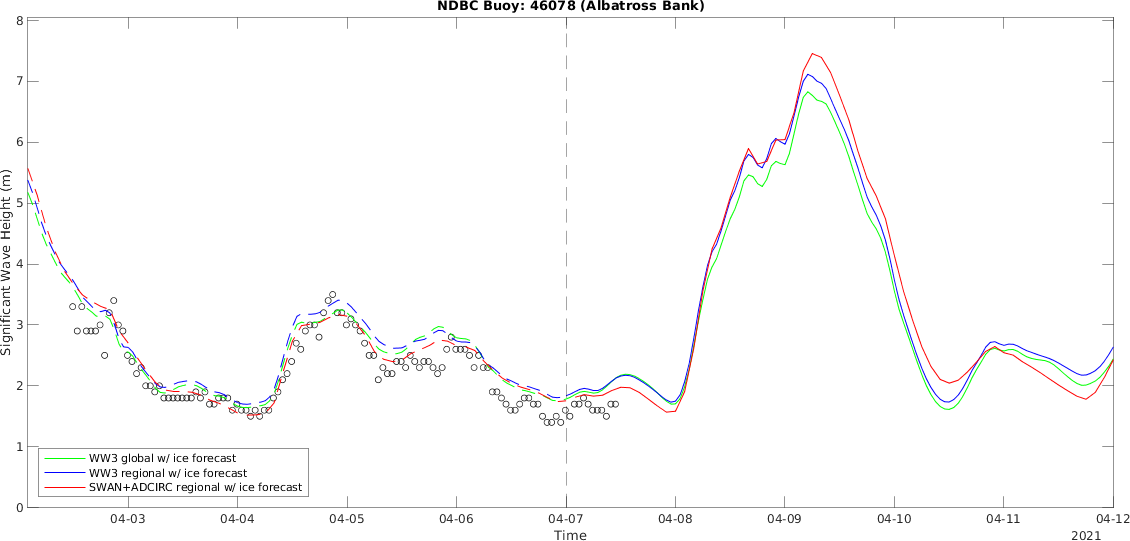 NDBC Buoy: 46078 (Albatross Bank)
8
7
6
5
4
3
2
1
0
Significant Wave Height (m)
WW3 global w/ ice forecast
WW3 regional w/ ice forecast
SWAN+ADCIRC regional w/ ice forecast
04-03 04-04 04-05 04-06 04-07 04-08 04-09 04-10 04-11 04-12
Time
2021